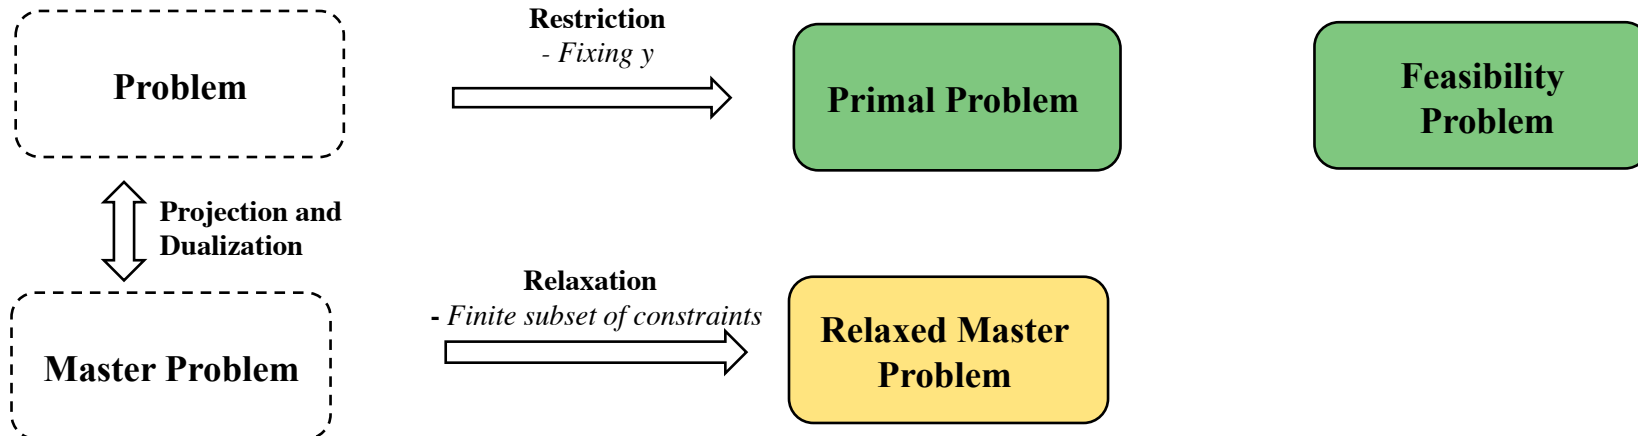 Problem
Restriction
- Fixing y
Primal Problem
Feasibility
Problem
Projection and
Dualization
Master Problem
Relaxation
- Finite subset of constraints
Relaxed Master
Problem